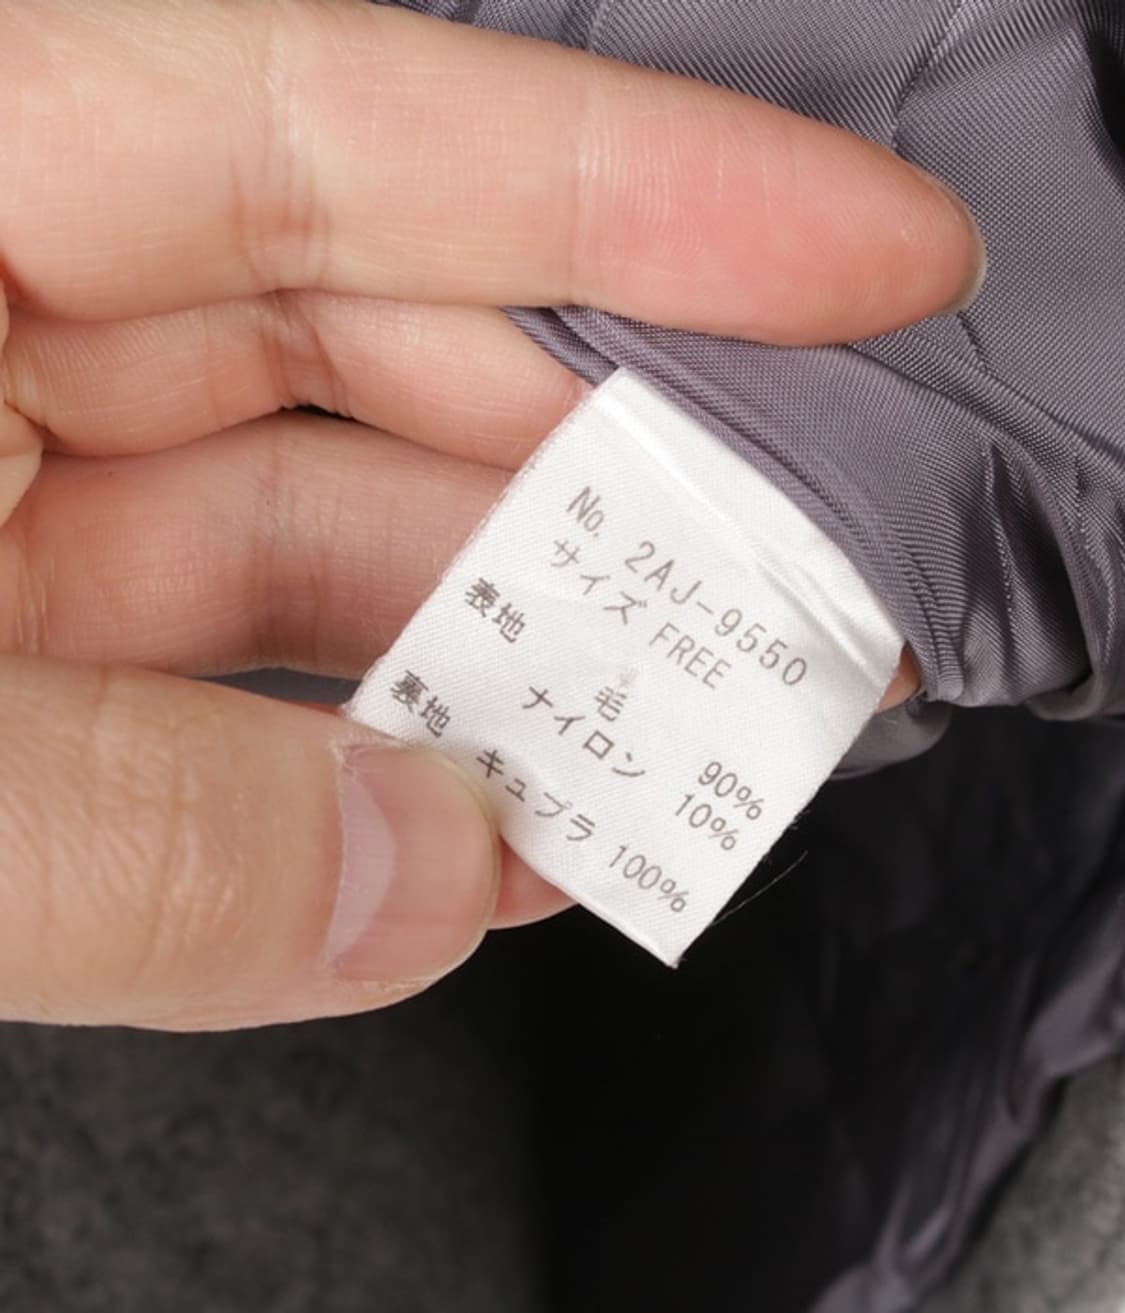 No. 2AJ-9550
サイズ FREE
表地
毛 90%
ナイロン 10%
裏地
キュプラ 100%